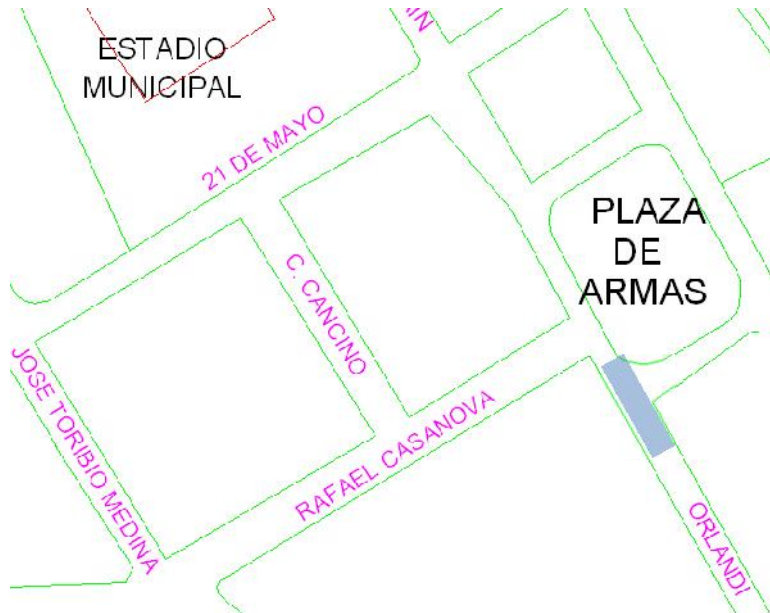 ESTADIO
MUNICIPAL
21 DE MAYO
PLAZA
DE
ARMAS
C. CANCINO
JOSE TORIBIO MEDINA
RAFAEL CASANOVA
ORLANDI